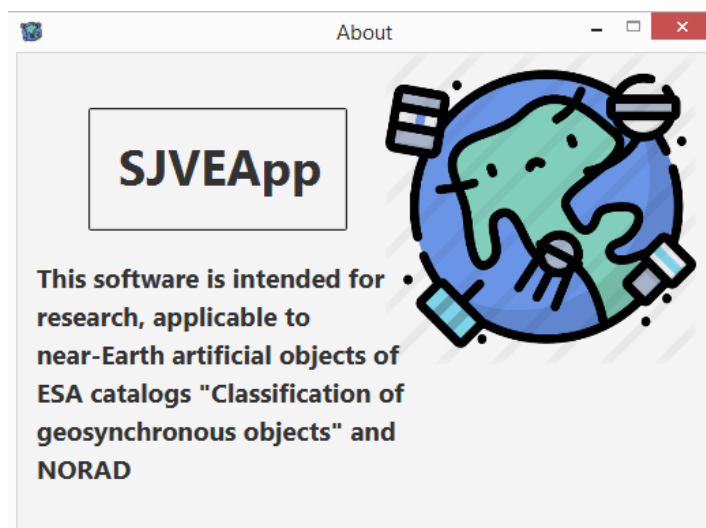 About
SJVEApp
This software is intended for
research, applicable to
near-Earth artificial objects of
ESA catalogs "Classification of
geosynchronous objects" and
NORAD